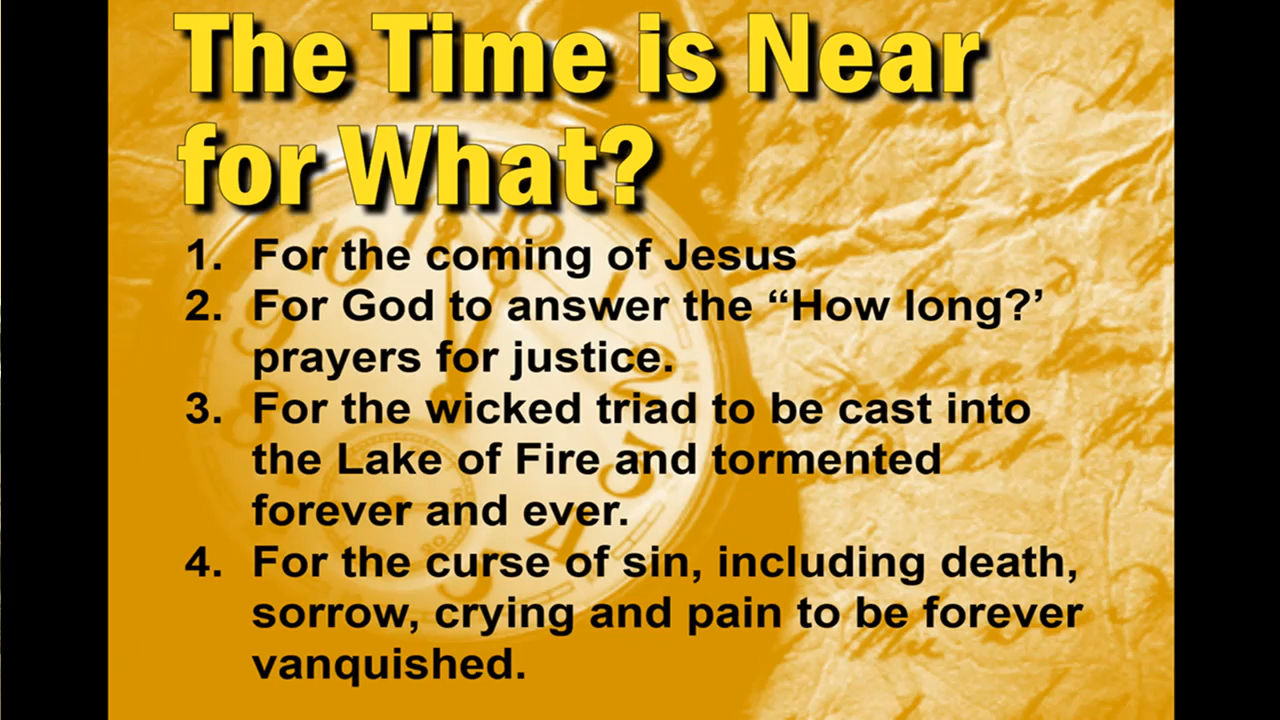 The Time is Near
for What?
1. For the coming of Jesus
2. For God to answer the “How long?’
prayers for justice.
3. For the wicked triad to be cast into
the Lake of Fire and tormented
forever and ever.
4. For the curse of sin, including death,
sorrow, crying and pain to be forever
vanquished.